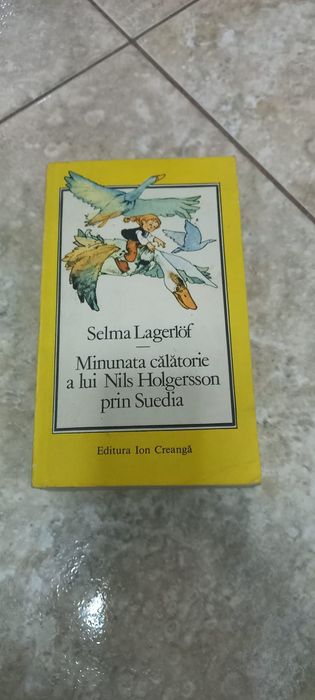 Selma Lagerlöf
Minunata călătorie
a lui Nils Holgersson
prin Suedia
Editura Ion Creangă